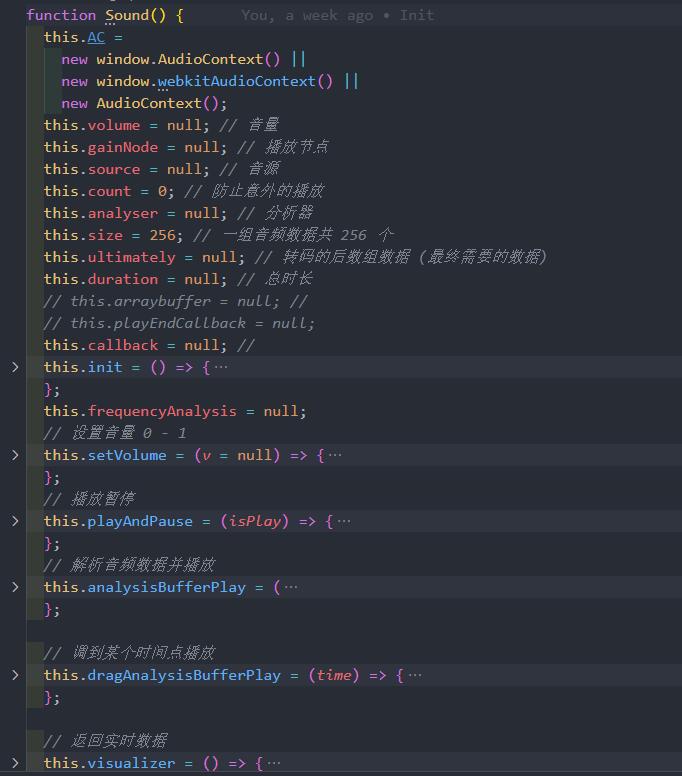 function Sound() {        You, a week ago • Init
  this.AC =
    new window.AudioContext() ||
    new window.webkitAudioContext() ||
    new AudioContext();
  this.volume = null; // 音量
  this.gainNode = null; // 播放节点
  this.source = null; // 音源
  this.count = 0; // 防止意外的播放
  this.analyser = null; // 分析器
  this.size = 256; // 一组音频数据共 256 个
  this.ultimately = null; // 转码的后数组数据 (最终需要的数据)
  this.duration = null; // 总时长
  // this.arraybuffer = null; //
  // this.playEndCallback = null;
  this.callback = null; //
  this.init = () => {…
  };
  this.frequencyAnalysis = null;
  // 设置音量 0 - 1
  this.setVolume = (v = null) => {…
  };
  // 播放暂停
  this.playAndPause = (isPlay) => {…
  };
  // 解析音频数据并播放
  this.analysisBufferPlay = (…
  };
  // 调到某个时间点播放
  this.dragAnalysisBufferPlay = (time) => {…
  };
  // 返回实时数据
  this.visualizer = () => {…